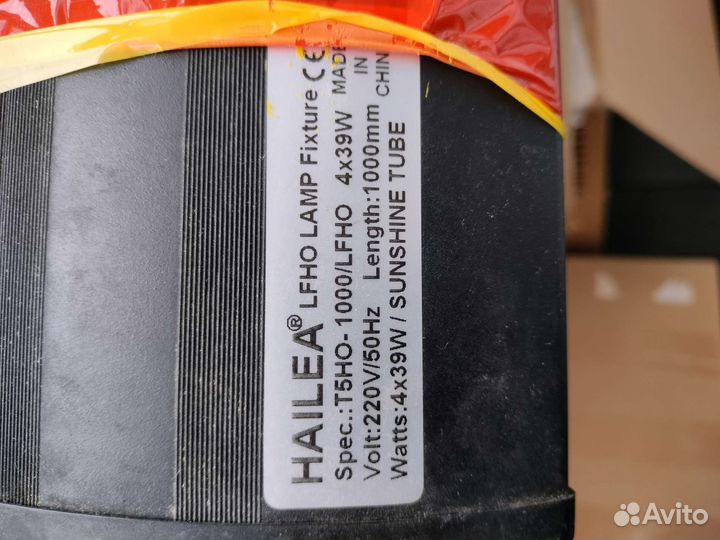 HAILEA® LFHO LAMP Fixture CE MADE
Spec.:T5HO-1000/LFHO 4x39W IN
Volt:220V/50Hz Length:1000mm CHIN
Watts:4x39W / SUNSHINE TUBE
Avito